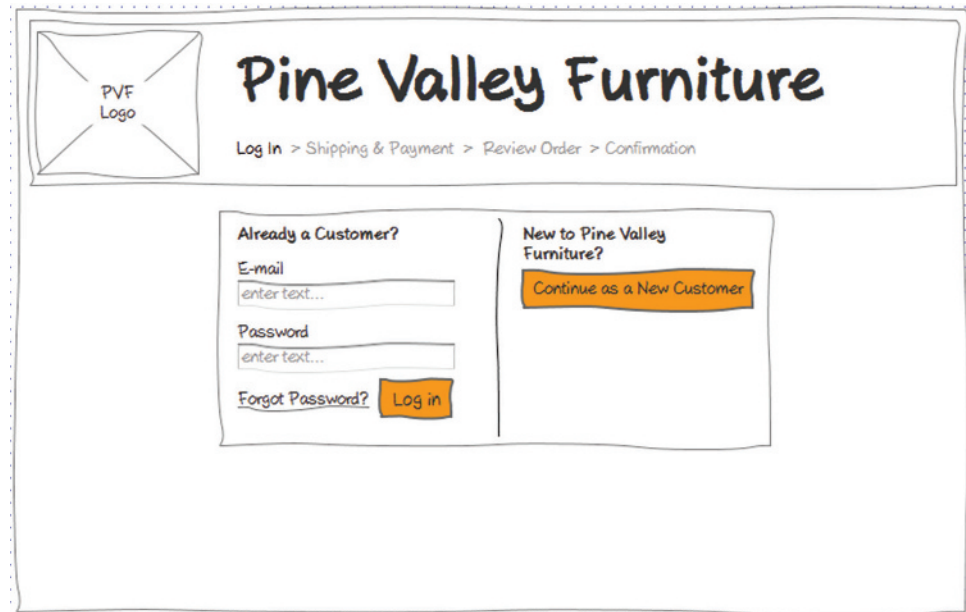 PVF
Logo
Pine Valley Furniture
Log In > Shipping & Payment > Review Order > Confirmation
Already a Customer?
E-mail
enter text...
Password
enter text...
Forgot Password? Log in
New to Pine Valley
Furniture?
Continue as a New Customer